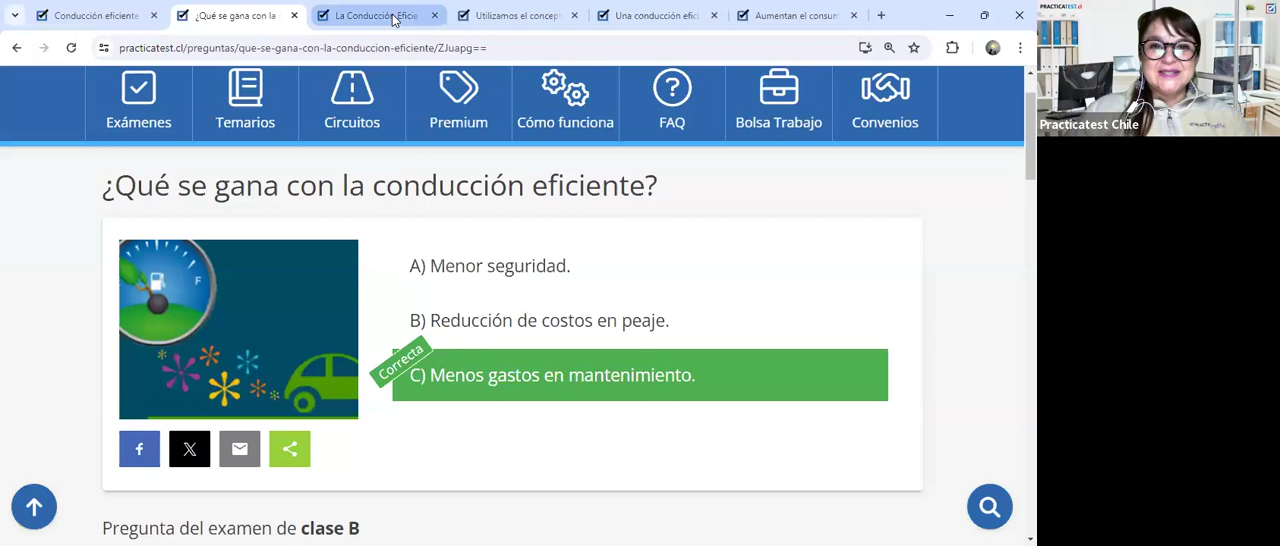 Conducción eficiente
¿Qué se gana con la
La Conducción Eficie
Utilizamos el concep
Una conducción efici
Aumentan el consum
practicatest.cl/preguntas/que-se-gana-con-la-conduccion-eficiente/ZJuapg==
PRACTICATEST.cl
Exámenes
Temarios
Circuitos
Premium
Cómo funciona
FAQ
Bolsa Trabajo
Convenios
Practicatest Chile
¿Qué se gana con la conducción eficiente?
F
A) Menor seguridad.
B) Reducción de costos en peaje.
Correcta
C) Menos gastos en mantenimiento.
Pregunta del examen de clase B